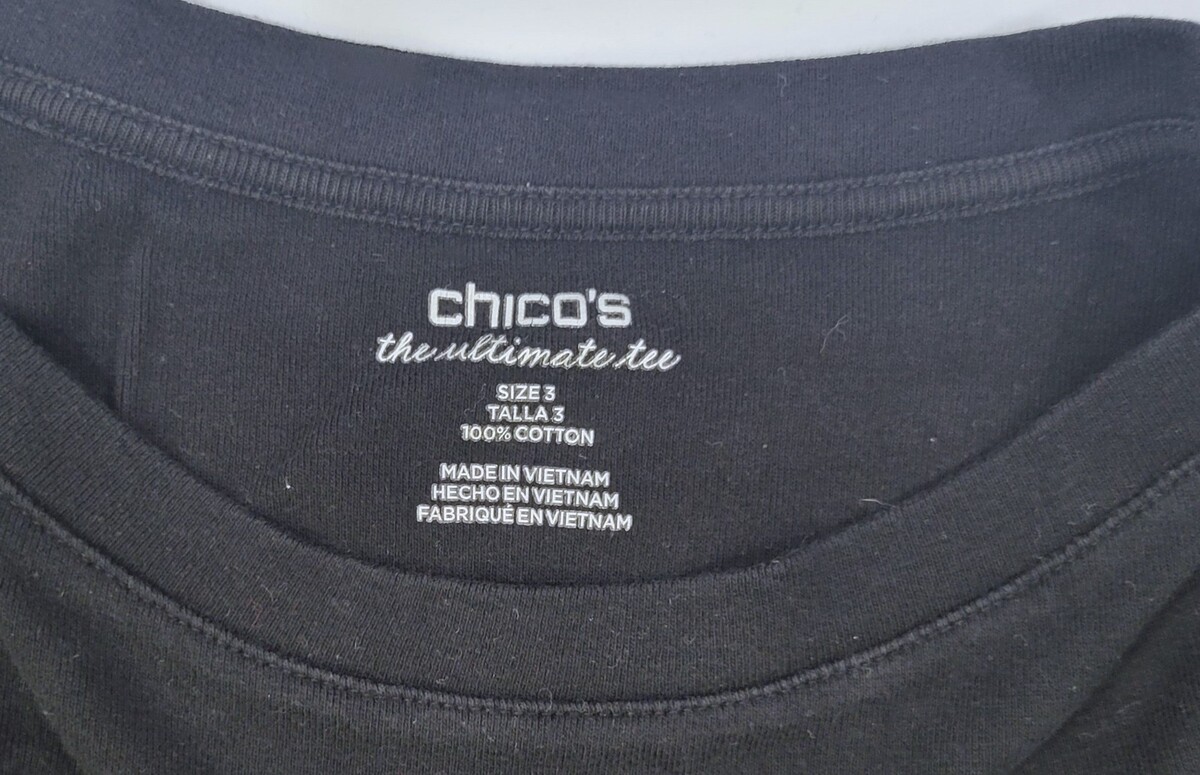 chico's
the ultimate tee
SIZE 3
TALLA 3
100% COTTON
MADE IN VIETNAM
HECHO EN VIETNAM
FABRIQUÉ EN VIETNAM